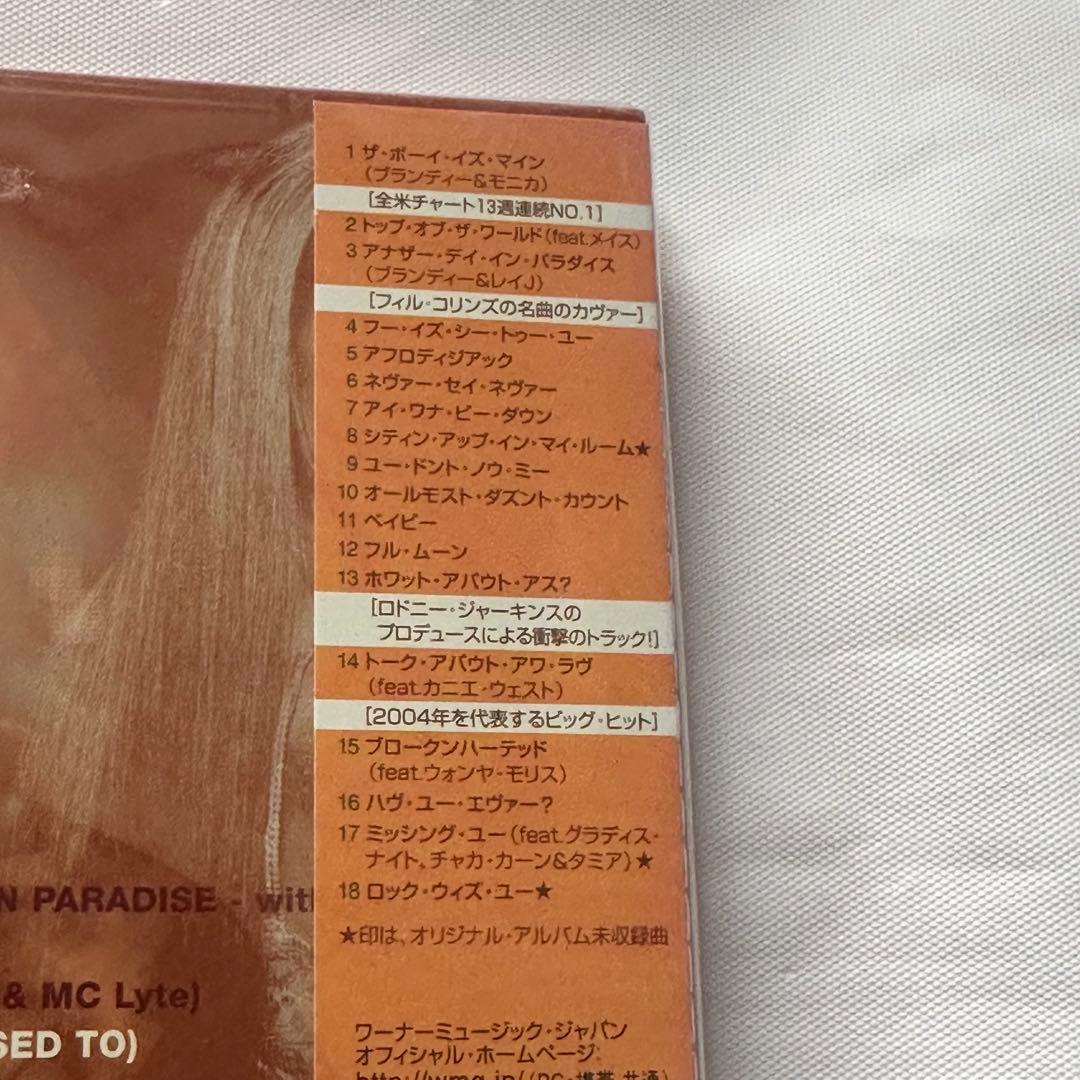 1 ザ・ボーイ・イズ・マイン
(ブランディー&モニカ)
[全米チャート13週連続NO.1]
2 トップ・オブ・ザ・ワールド(feat.メイス)
3 アナザー・デイ・イン・パラダイス
(ブランディー&レイJ)
[フィル・コリンズの名曲のカヴァー]
4 フー・イズ・シー・トゥー・ユー
5 アフロディジアック
6 ネヴァー・セイ・ネヴァー
7 アイ・ワナ・ビー・ダウン
8 シティン・アップ・イン・マイ・ルーム★
9 ユー・ドント・ノウ・ミー
10 オールモスト・ダズント・カウント
11 ベイビー
12 フル・ムーン
13 ホワット・アバウト・アス?
[ロドニー・ジャーキンスの
プロデュースによる衝撃のトラック!]
14 トーク・アバウト・アワ・ラヴ
(feat.カニエ・ウェスト)
[2004年を代表するビッグ・ヒット]
15 ブロークンハーテッド
(feat.ウォンヤ・モリス)
16 ハヴ・ユー・エヴァー?
17 ミッシング・ユー(feat.グラディス・
ナイト、チャカ・カーン&タミア)★
18 ロック・ウィズ・ユー★
★印は、オリジナル・アルバム未収録曲
ワーナーミュージック・ジャパン
オフィシャル・ホームページ:
http://wmg.jp/(PC・携帯 共通)
N PARADISE - with
& MC Lyte)
SED TO)